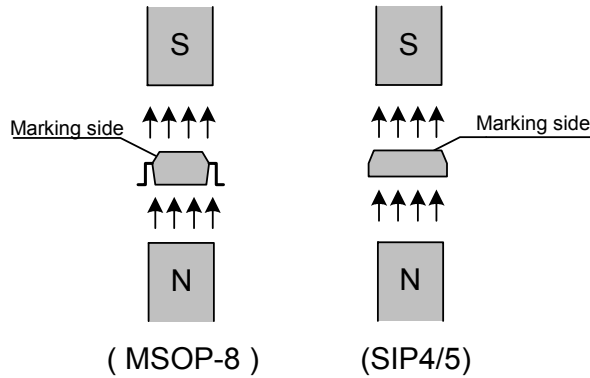 S S
Marking side Marking side
N N
( MSOP-8 ) (SIP4/5)